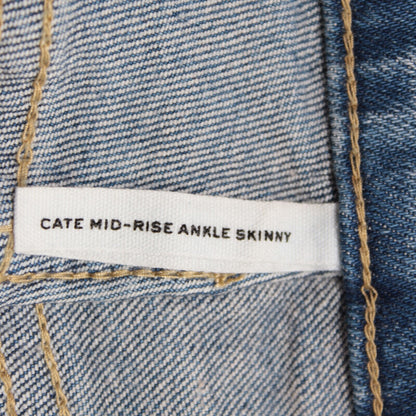 CATE MID-RISE ANKLE SKINNY